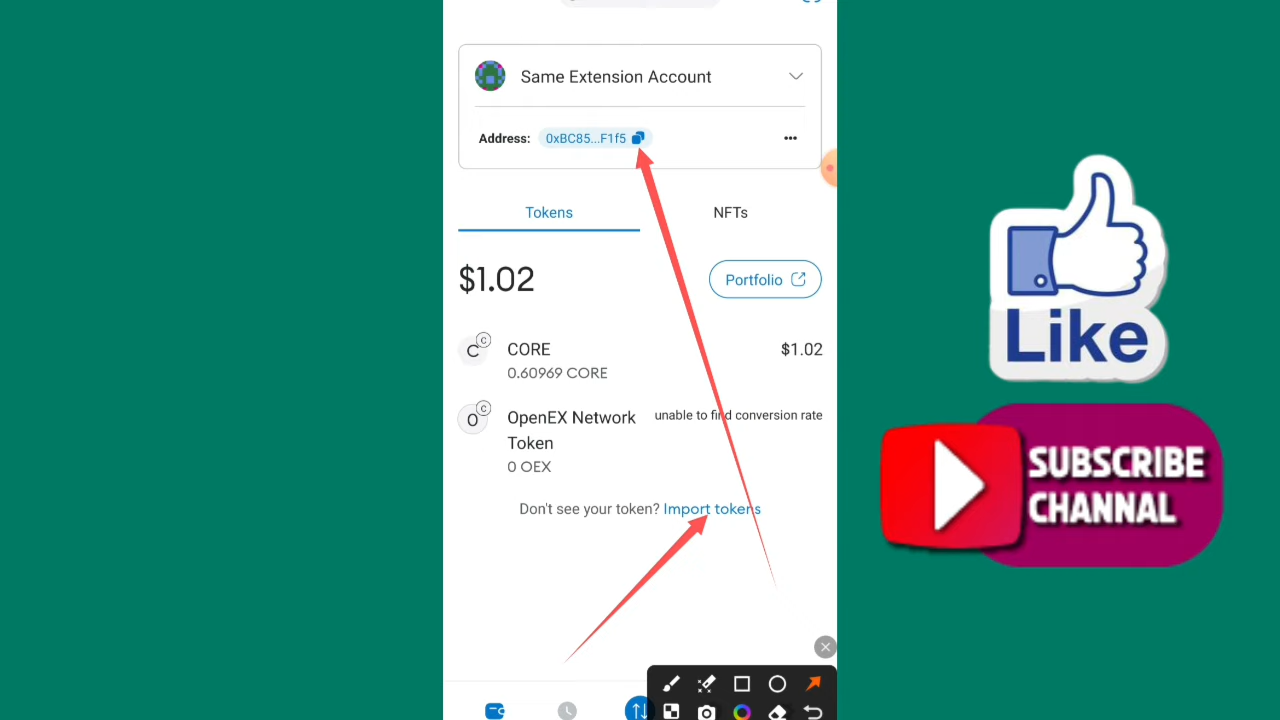 Same Extension Account
Address: 0xBC85...F1f5
Tokens
NFTs
$1.02
Portfolio
C
C
CORE
$1.02
0.60969 CORE
O
C
OpenEX Network
Token
unable to find conversion rate
0 OEX
Don't see your token? Import tokens
Like
SUBSCRIBE
CHANNAL